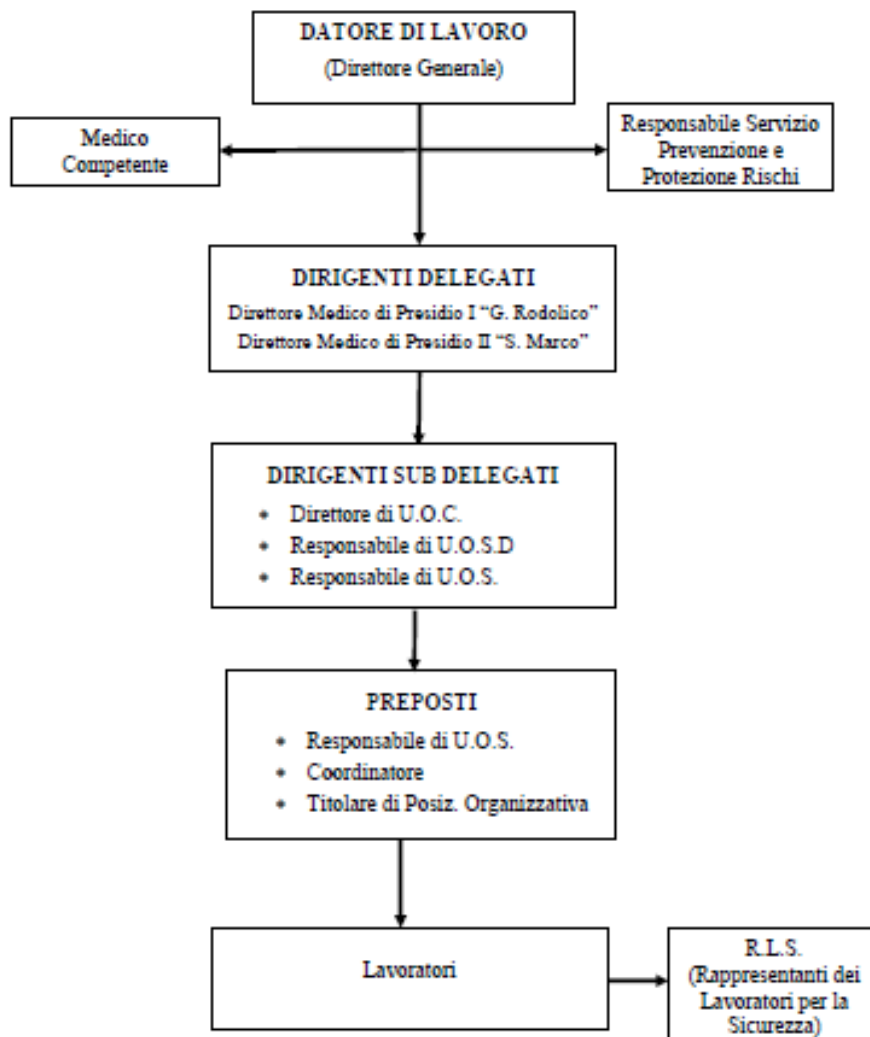 DATORE DI LAVORO
(Direttore Generale)
Medico
Competente
Responsabile Servizio
Prevenzione e
Protezione Rischi
DIRIGENTI DELEGATI
Direttore Medico di Presidio I “G. Rodolico”
Direttore Medico di Presidio II “S. Marco”
DIRIGENTI SUB DELEGATI
• Direttore di U.O.C.
• Responsabile di U.O.S.D
• Responsabile di U.O.S.
PREPOSTI
• Responsabile di U.O.S.
• Coordinatore
• Titolare di Posiz. Organizzativa
Lavoratori
R.L.S.
(Rappresentanti dei
Lavoratori per la
Sicurezza)